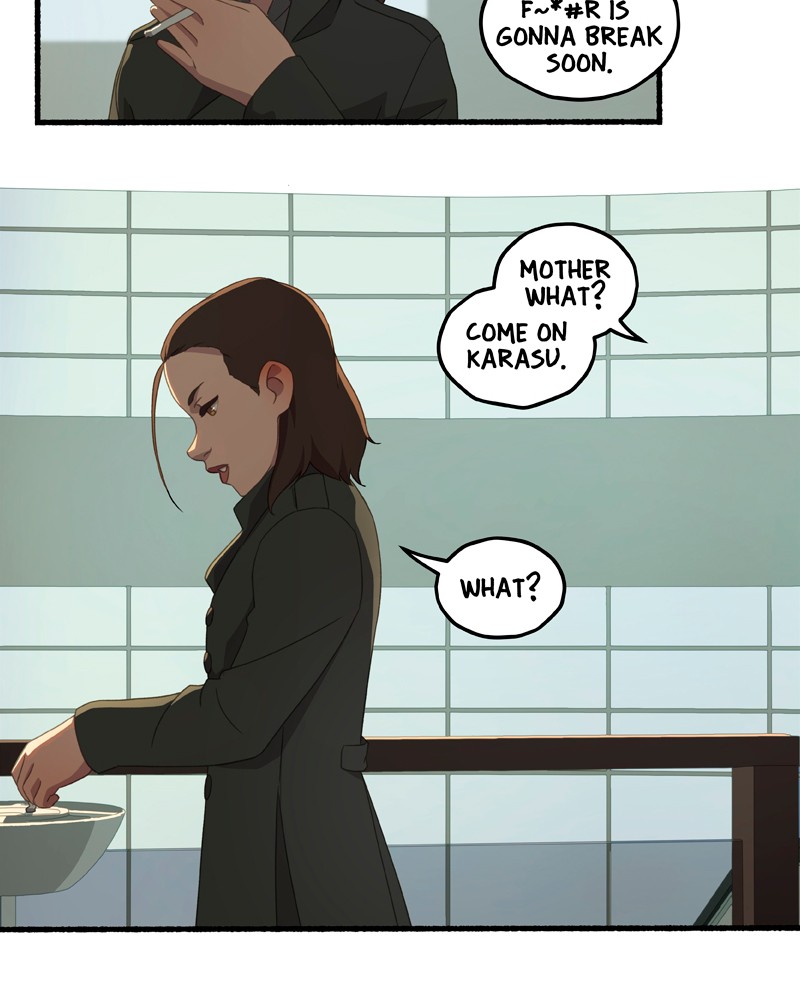 F~*#R IS
GONNA BREAK
SOON.
MOTHER
WHAT?
COME ON
KARASU.
WHAT?